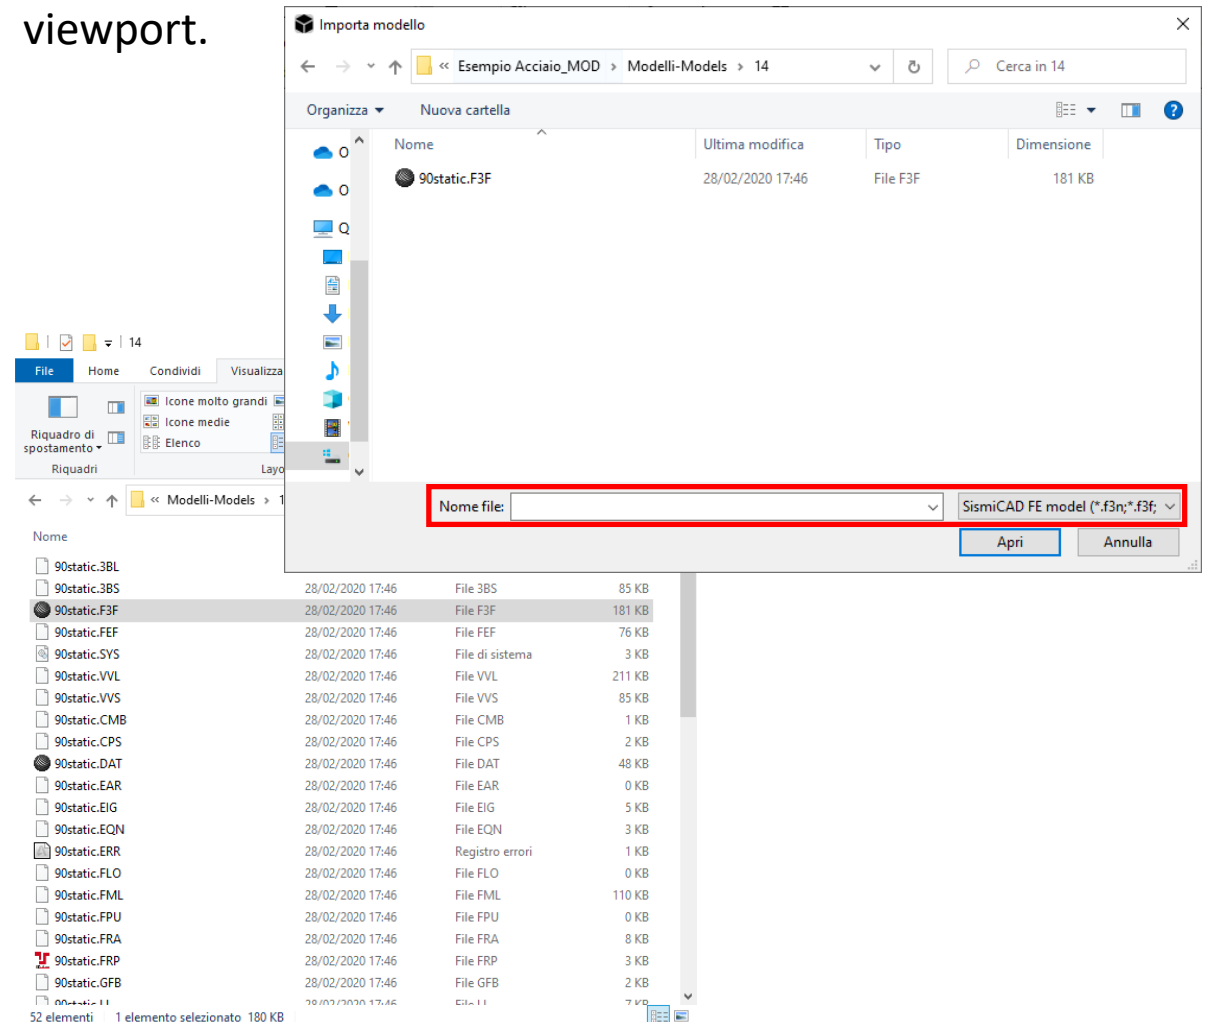 viewport.
Importa modello
« Esempio Acciaio_MOD › Modelli-Models › 14
Cerca in 14
Organizza
Nuova cartella
Nome
Ultima modifica
Tipo
Dimensione
90static.F3F
28/02/2020 17:46
File F3F
181 KB
O
O
Q
Nome file:
SismiCAD FE model (*.f3n;*.f3f;
Apri
Annulla
14
File
Home
Condividi
Visualizza
Riquadro di
spostamento
Riquadri
Icone molto grandi
Icone medie
Elenco
Layo
« Modelli-Models › 1
Nome
90static.3BL
90static.3BS 28/02/2020 17:46 File 3BS 85 KB
90static.F3F 28/02/2020 17:46 File F3F 181 KB
90static.FEF 28/02/2020 17:46 File FEF 76 KB
90static.SYS 28/02/2020 17:46 File di sistema 3 KB
90static.VVL 28/02/2020 17:46 File VVL 211 KB
90static.VVS 28/02/2020 17:46 File VVS 85 KB
90static.CMB 28/02/2020 17:46 File CMB 1 KB
90static.CPS 28/02/2020 17:46 File CPS 2 KB
90static.DAT 28/02/2020 17:46 File DAT 48 KB
90static.EAR 28/02/2020 17:46 File EAR 0 KB
90static.EIG 28/02/2020 17:46 File EIG 5 KB
90static.EQN 28/02/2020 17:46 File EQN 3 KB
90static.ERR 28/02/2020 17:46 Registro errori 1 KB
90static.FLO 28/02/2020 17:46 File FLO 0 KB
90static.FML 28/02/2020 17:46 File FML 110 KB
90static.FPU 28/02/2020 17:46 File FPU 0 KB
90static.FRA 28/02/2020 17:46 File FRA 8 KB
90static.FRP 28/02/2020 17:46 File FRP 3 KB
90static.GFB 28/02/2020 17:46 File GFB 2 KB
52 elementi
1 elemento selezionato 180 KB